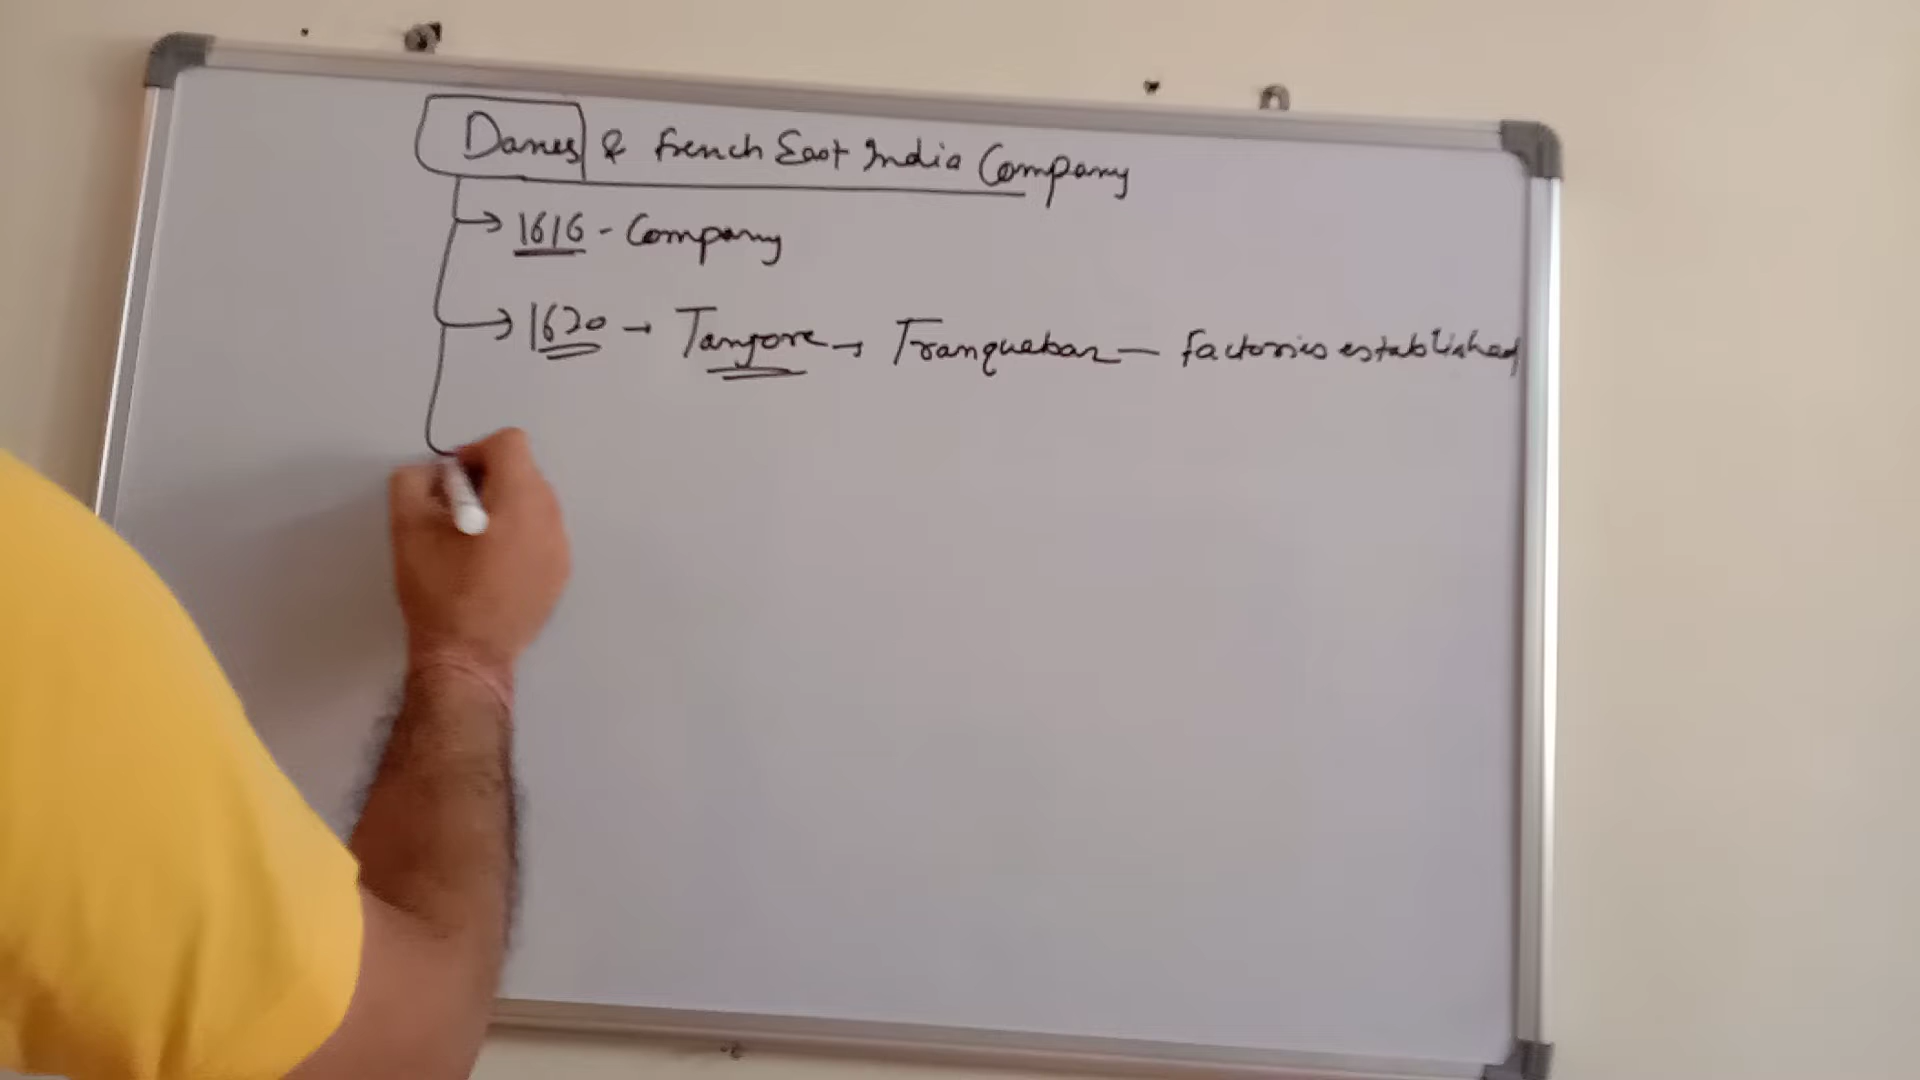 Danes & French East India Company
→ 1616 - Company
→ 1620 → Tanjore → Tranquebar — factories established